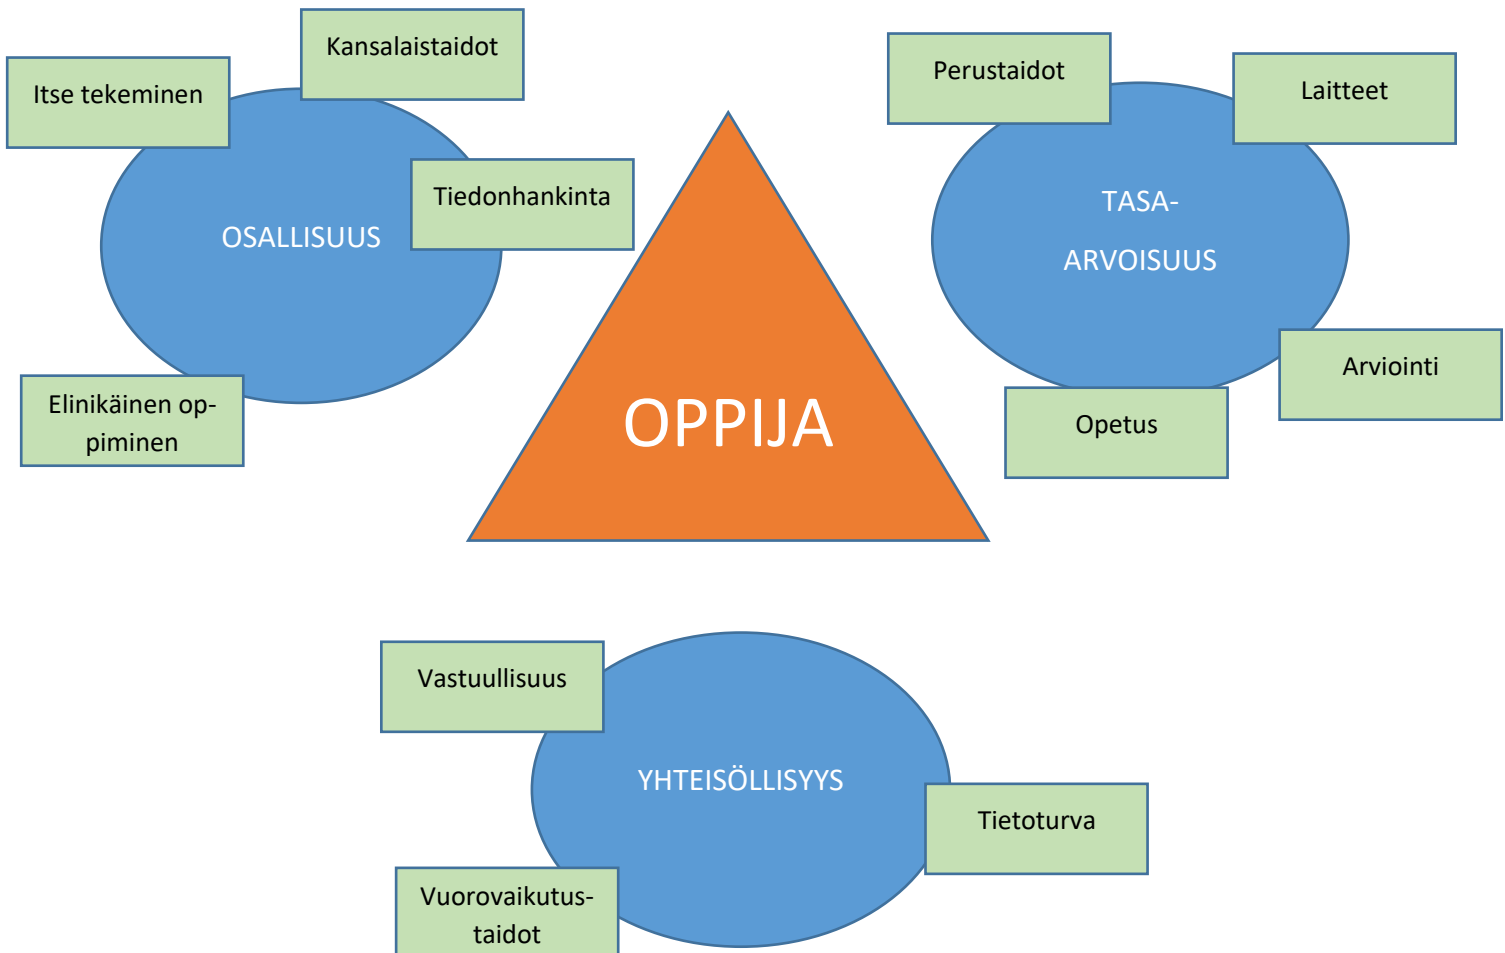 Kansalaistaidot
Itse tekeminen
Tiedonhankinta
OSALLISUUS
Elinikäinen op-
piminen
OPPIJA
Perustaidot
Laitteet
TASA-
ARVOISUUS
Arviointi
Opetus
Vastuullisuus
YHTEISÖLLISYYS
Tietoturva
Vuorovaikutus-
taidot